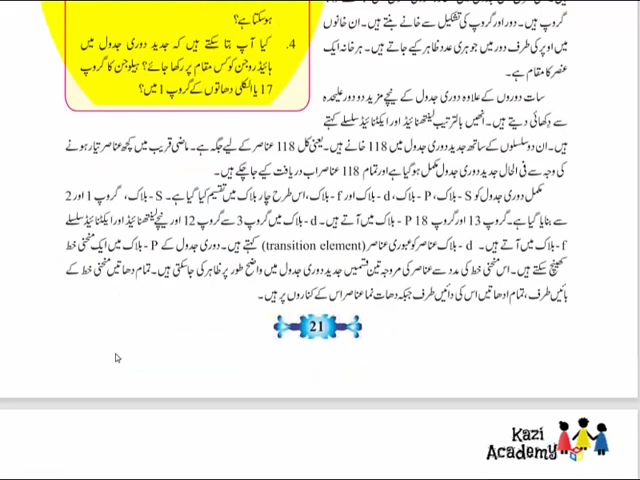 گروپ ہیں۔ دور اور گروپ کی تشکیل سے خانے بنتے ہیں۔ ان خانوں
میں اوپر کی طرف دور میں جوہری عدد ظاہر کیے جاتے ہیں۔ ہر خانہ ایک
عنصر کا مقام ہے۔
سات دوروں کے علاوہ دوری جدول کے نیچے مزید دو دور علیحدہ
سے دکھائی دیتے ہیں۔ انھیں بالترتیب لینتھنائیڈ اور ایکٹنائیڈ سلسلے کہتے
ہوسکتا ہے؟
4. کیا آپ بتا سکتے ہیں کہ جدید دوری جدول میں
ہائیڈروجن کو کس مقام پر رکھا جائے؟ ہیلوجن کا گروپ
17 یا الکلی دھاتوں کے گروپ 1 میں؟
ہیں۔ ان دو سلسلوں کے ساتھ جدید دوری جدول میں 118 خانے ہیں۔ یعنی کل 118 عناصر کے لیے جگہ ہے۔ ماضی قریب میں کچھ عناصر تیار ہونے
کی وجہ سے فی الحال جدید دوری جدول مکمل ہوگیا ہے اور تمام 118 عناصر اب دریافت کیے جاچکے ہیں۔
مکمل دوری جدول کو S - بلاک، P - بلاک، d - بلاک اور f - بلاک، اس طرح چار بلاک میں تقسیم کیا گیا ہے۔ S - بلاک، گروپ 1 اور 2
سے بنایا گیا ہے۔ گروپ 13 اور گروپ 18 P - بلاک میں آتے ہیں۔ d - بلاک میں گروپ 3 سے گروپ 12 اور نیچے لینتھنائیڈ اور ایکٹنائیڈ سلسلے
f - بلاک میں آتے ہیں۔ d - بلاک عناصر کو عبوری عناصر (transition element) کہتے ہیں۔ دوری جدول کے P - بلاک میں ایک منحنی خط
کھینچ سکتے ہیں۔ اس منحنی خط کی مدد سے عناصر کی مروجہ تین قسمیں جدید دوری جدول میں واضح طور پر ظاہر کی جاسکتی ہیں۔ تمام دھاتیں منحنی خط کے
بائیں طرف، تمام ادھاتیں اس کی دائیں طرف جبکہ دھات نما عناصر اس کے کناروں پر ہیں۔
21
Kazi
Academy